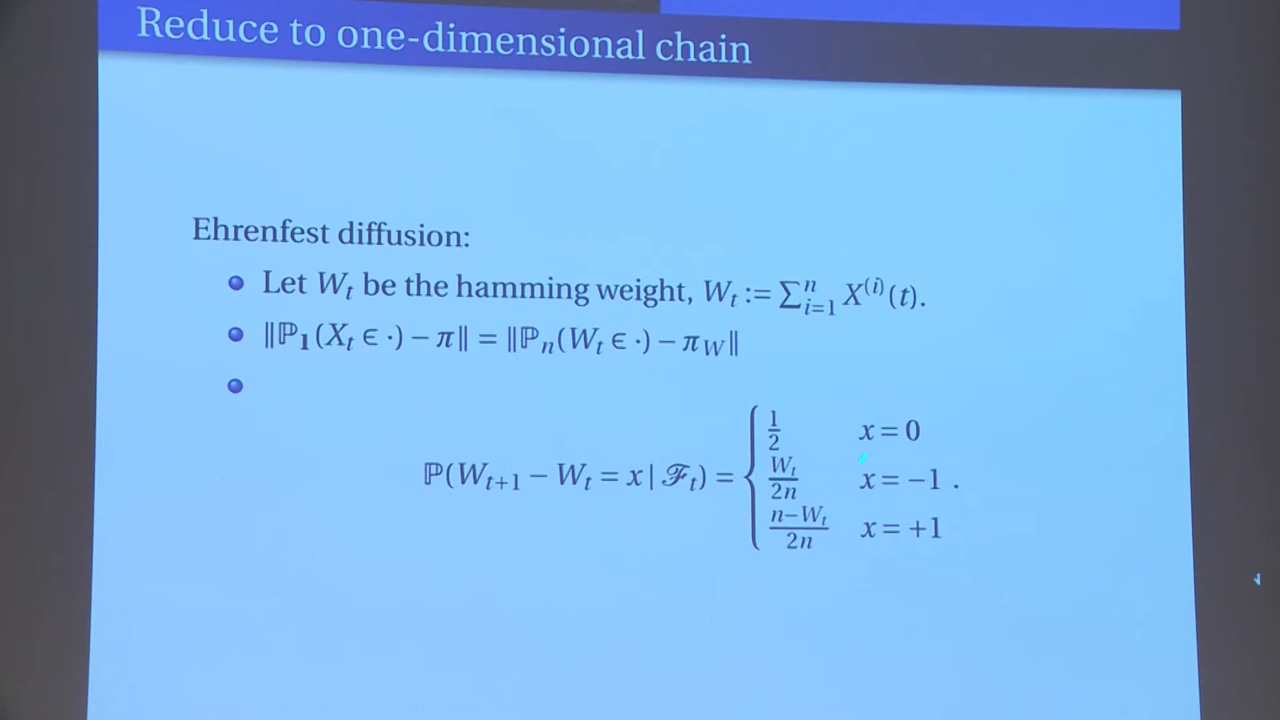 Reduce to one-dimensional chain
Ehrenfest diffusion:
Let W_t be the hamming weight, W_t := ∑_{i=1}^n X^{(i)}(t).
‖ℙ_𝟏(X_t ∈ ·) − π‖ = ‖ℙ_n(W_t ∈ ·) − π_W‖
ℙ(W_{t+1} − W_t = x | ℱ_t) = { 1/2 x = 0
W_t/2n x = −1 .
n−W_t/2n x = +1